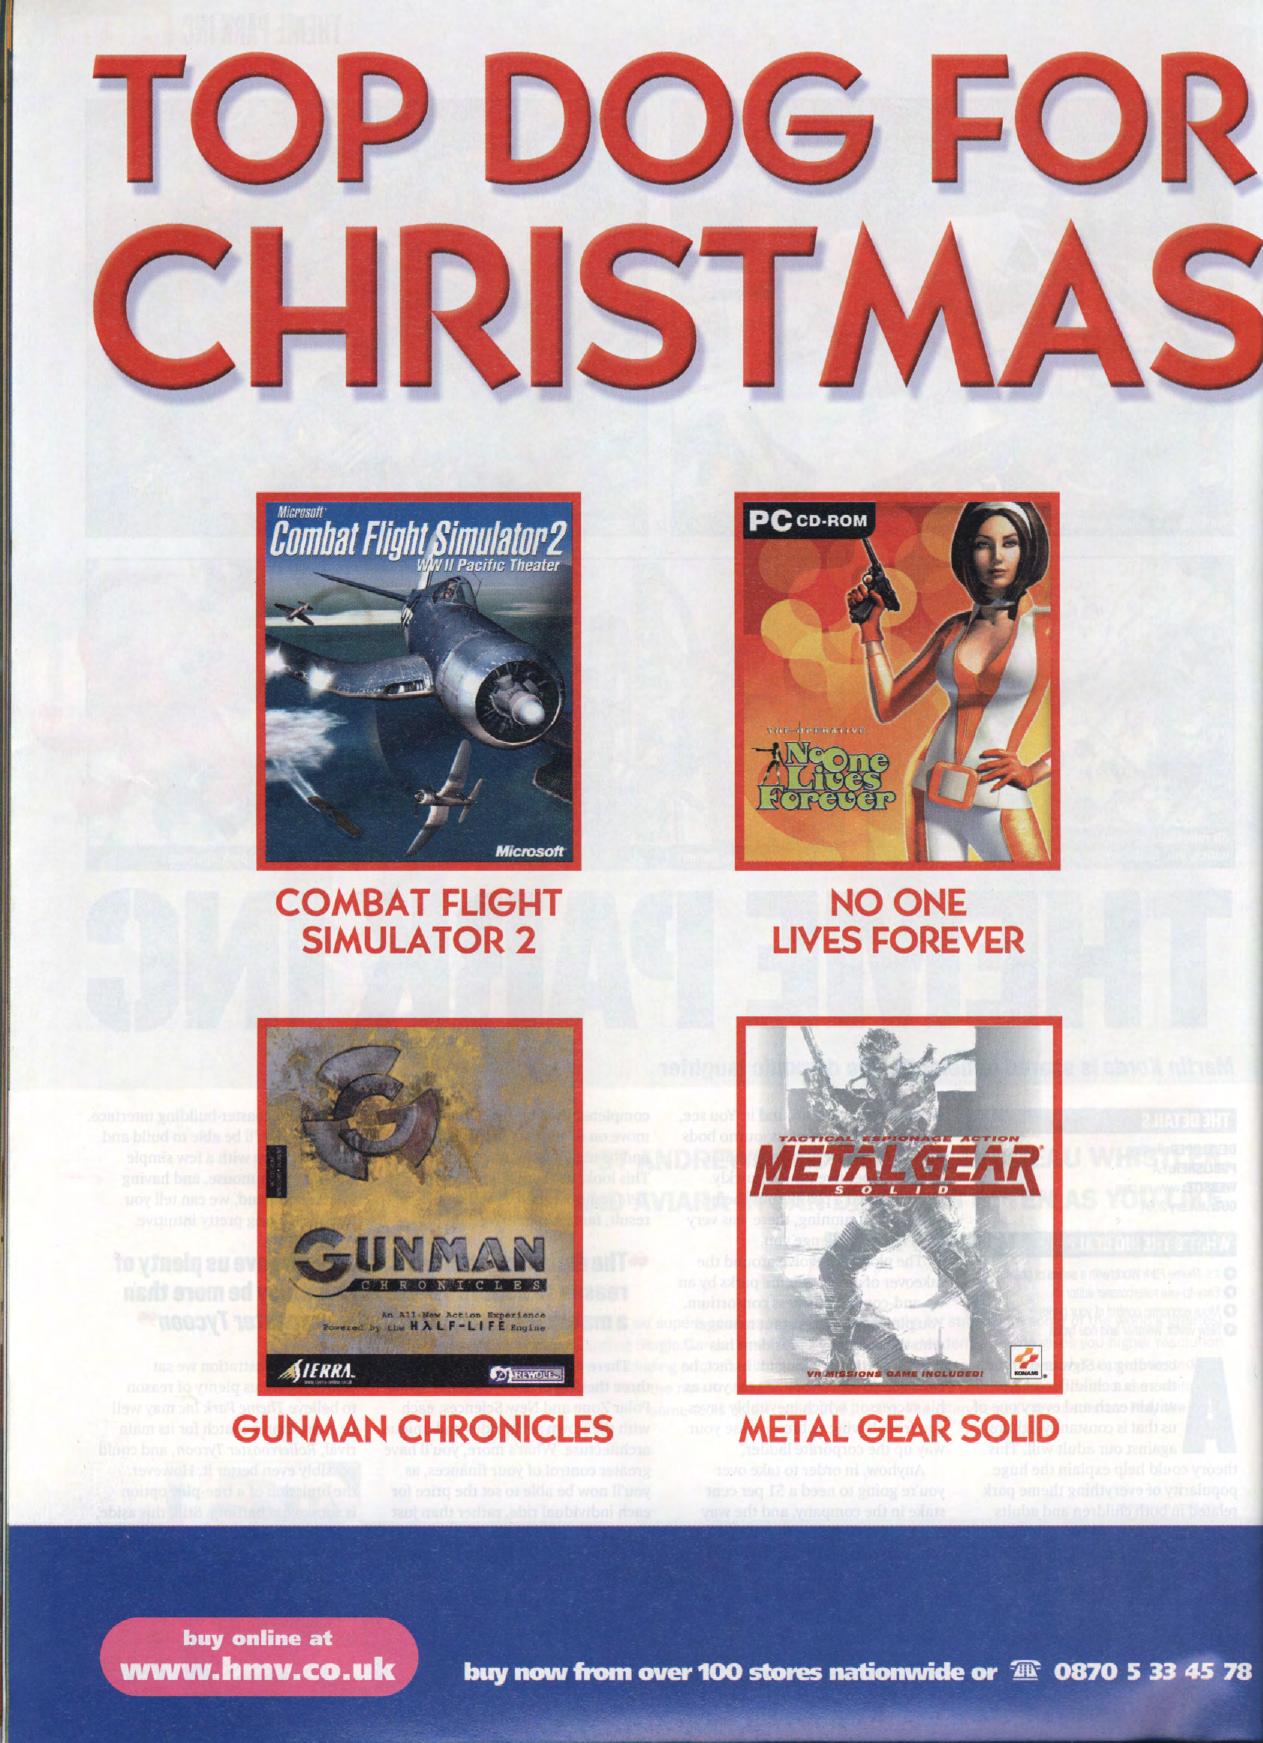 TOP DOG FOR
CHRISTMAS
Microsoft
Combat Flight Simulator 2
WW II Pacific Theater
Microsoft
COMBAT FLIGHT
SIMULATOR 2
PC CD-ROM
THE OPERATIVE
No One
Lives
Forever
NO ONE
LIVES FOREVER
GUNMAN
CHRONICLES
An All-New Action Experience
Powered by the HALF-LIFE Engine
SIERRA
GUNMAN CHRONICLES
TACTICAL ESPIONAGE ACTION
METAL GEAR
SOLID
VR MISSIONS GAME INCLUDED!
KONAMI
METAL GEAR SOLID
buy online at
www.hmv.co.uk
buy now from over 100 stores nationwide or ☎ 0870 5 33 45 78